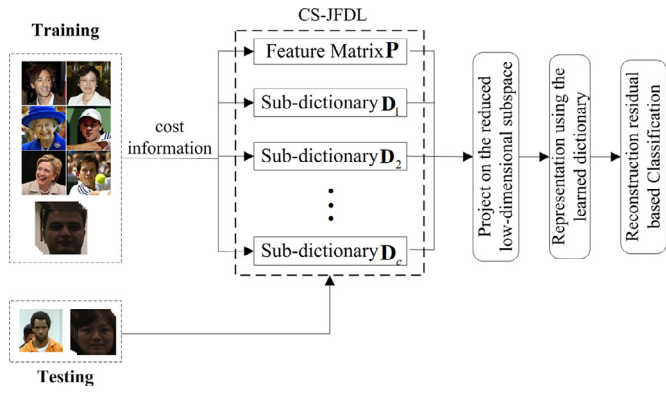 CS-JFDL
Training
cost
information
Feature Matrix P
Sub-dictionary D1
Sub-dictionary D2
Sub-dictionary Dc
Project on the reduced
low-dimensional subspace
Representation using the
learned dictionary
Reconstruction residual
based Classification
Testing